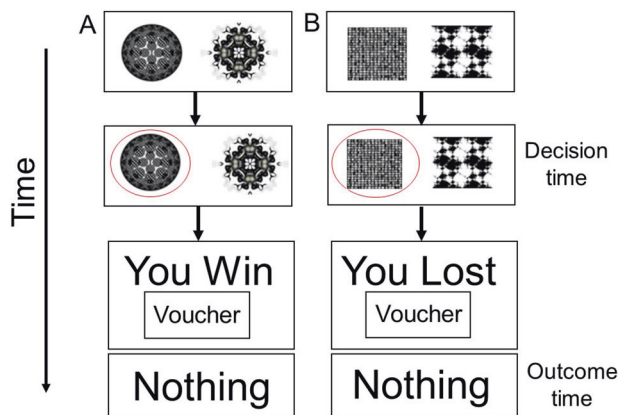 A
B
Decision
time
Time
You Win
Voucher
You Lost
Voucher
Nothing
Nothing
Outcome
time